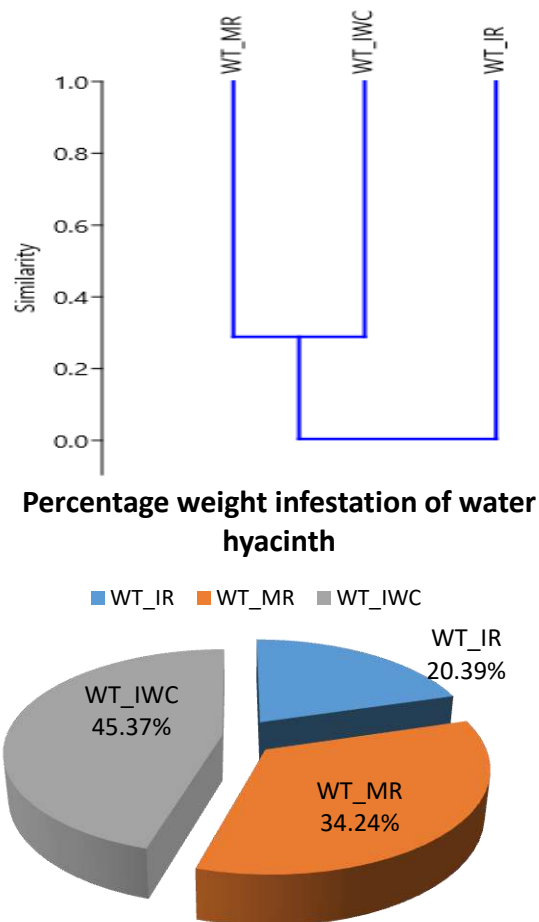 WT_MR
WT_IWC
WT_IR
1.0
0.8
0.6
0.4
0.2
0.0
Similarity
Percentage weight infestation of water
hyacinth
WT_IR WT_MR WT_IWC
WT_IR
20.39%
WT_IWC
45.37%
WT_MR
34.24%